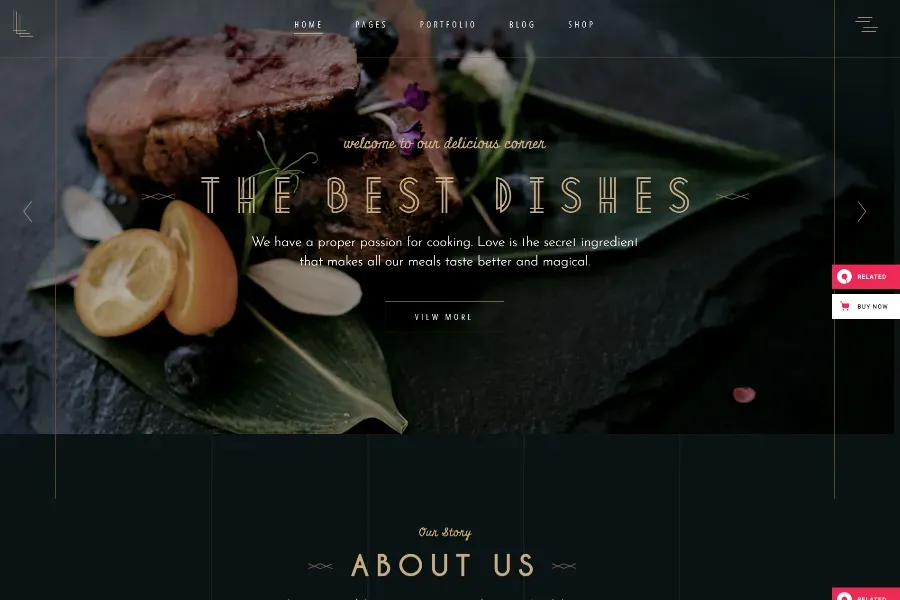 HOME PAGES PORTFOLIO BLOG SHOP
welcome to our delicious corner
THE BEST DISHES
We have a proper passion for cooking. Love is the secret ingredient
that makes all our meals taste better and magical.
RELATED
BUY NOW
VIEW MORE
Our Story
ABOUT US
RELATED